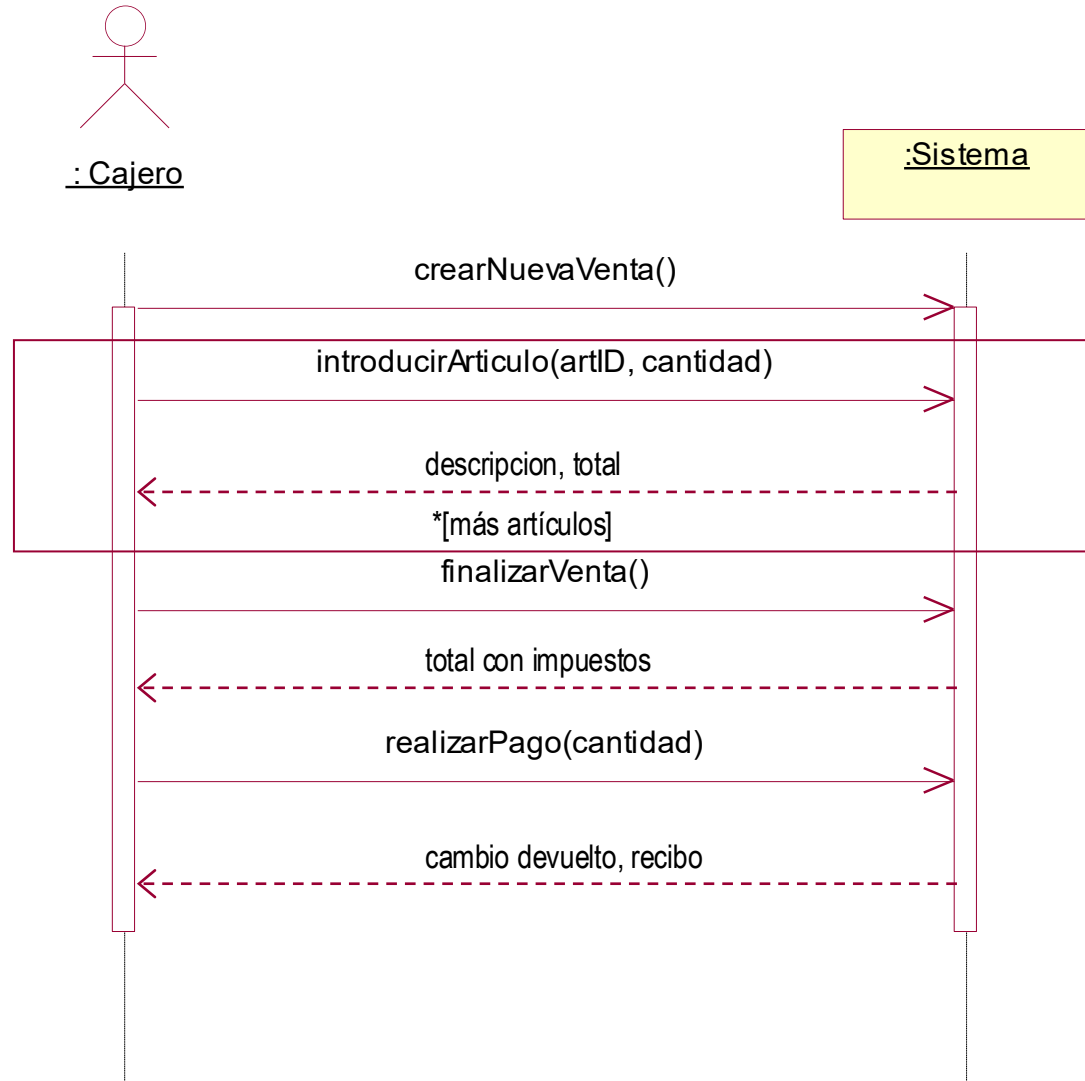 : Cajero
:Sistema
crearNuevaVenta()
introducirArticulo(artID, cantidad)
descripcion, total
*[más artículos]
finalizarVenta()
total con impuestos
realizarPago(cantidad)
cambio devuelto, recibo